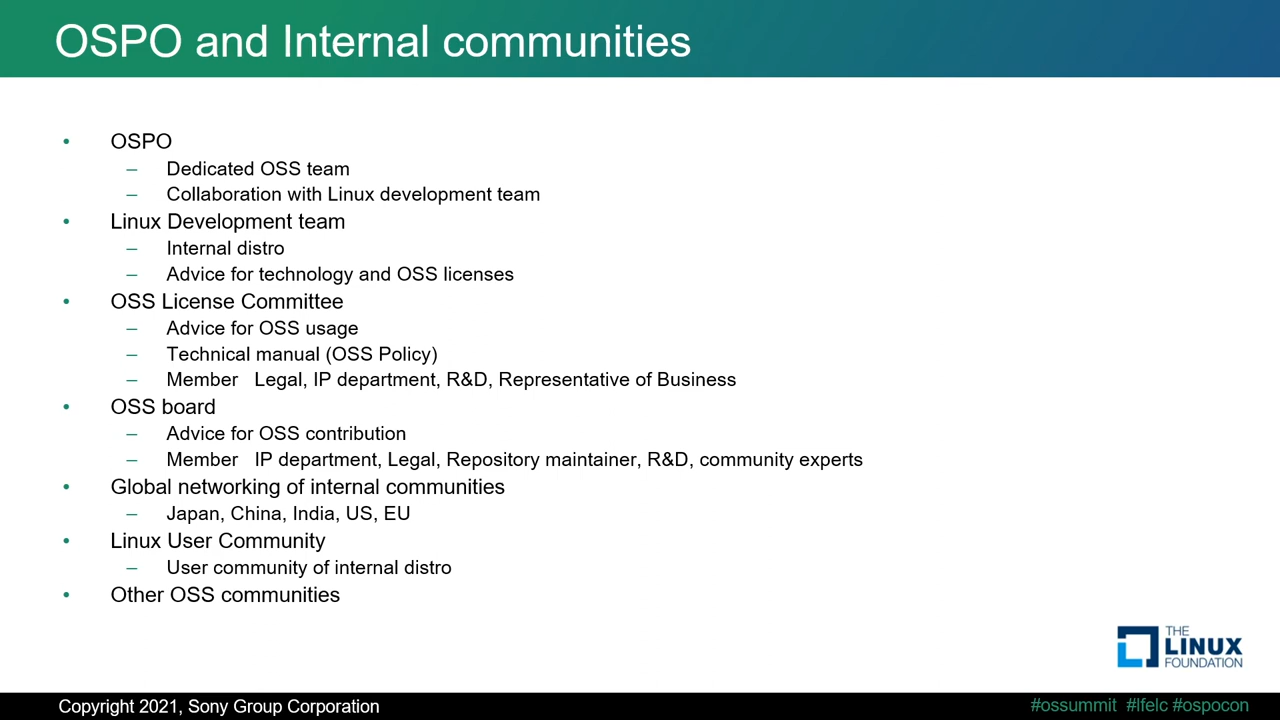 OSPO and Internal communities
• OSPO
– Dedicated OSS team
– Collaboration with Linux development team
• Linux Development team
– Internal distro
– Advice for technology and OSS licenses
• OSS License Committee
– Advice for OSS usage
– Technical manual (OSS Policy)
– Member Legal, IP department, R&D, Representative of Business
• OSS board
– Advice for OSS contribution
– Member IP department, Legal, Repository maintainer, R&D, community experts
• Global networking of internal communities
– Japan, China, India, US, EU
• Linux User Community
– User community of internal distro
• Other OSS communities
THE
LINUX
FOUNDATION
Copyright 2021, Sony Group Corporation
#ossummit #lfelc #ospocon